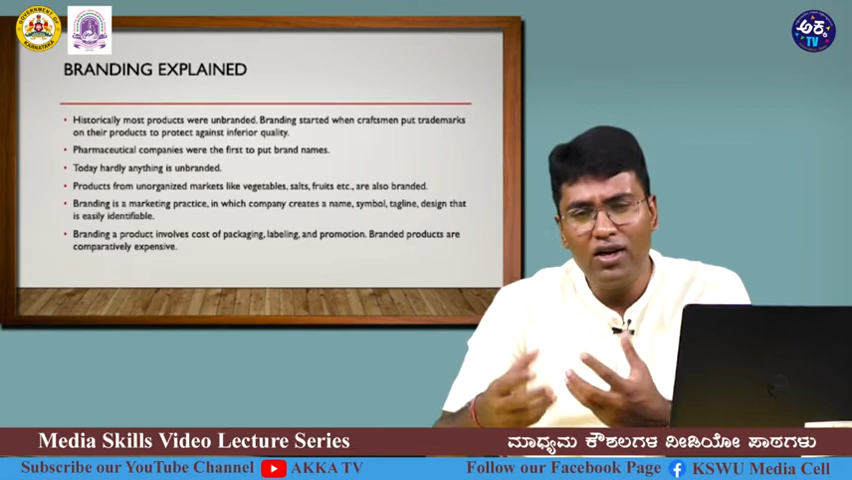 GOVERNMENT OF
KARNATAKA
ಅಕ್ಕ
TV
BRANDING EXPLAINED
• Historically most products were unbranded. Branding started when craftsmen put trademarks
on their products to protect against inferior quality.
• Pharmaceutical companies were the first to put brand names.
• Today hardly anything is unbranded.
• Products from unorganized markets like vegetables, salts, fruits etc., are also branded.
• Branding is a marketing practice, in which company creates a name, symbol, tagline, design that
is easily identifiable.
• Branding a product involves cost of packaging, labeling, and promotion. Branded products are
comparatively expensive.
Media Skills Video Lecture Series
ಮಾಧ್ಯಮ ಕೌಶಲಗಳ ವೀಡಿಯೋ ಪಾಠಗಳು
Subscribe our YouTube Channel AKKA TV
Follow our Facebook Page KSWU Media Cell